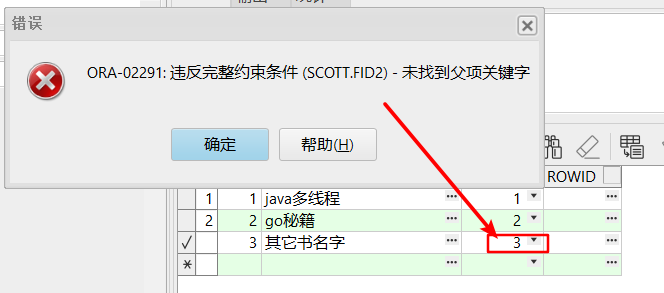 错误
ORA-02291: 违反完整约束条件 (SCOTT.FID2) - 未找到父项关键字
确定
帮助(H)
ROWID
1 1 java多线程 ... 1 ...
2 2 go秘籍 ... 2 ...
✓ 3 其它书名字 ... 3 ...
* ... ...